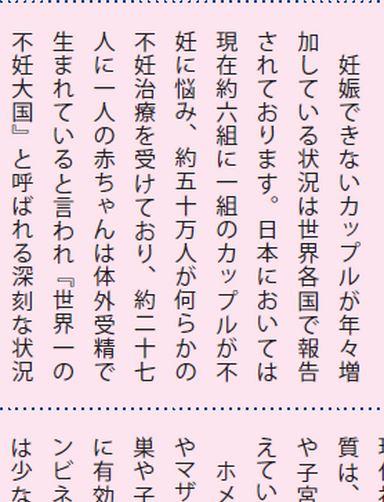 妊娠できないカップルが年々増
加している状況は世界各国で報告
されております。日本においては
現在約六組に一組のカップルが不
妊に悩み、約五十万人が何らかの
不妊治療を受けており、約二十七
人に一人の赤ちゃんは体外受精で
生まれていると言われ『世界一の
不妊大国』と呼ばれる深刻な状況
質は、
や子宮
えてい
ホメ
やマザ
巣や子
に有効
ンビネ
は少な